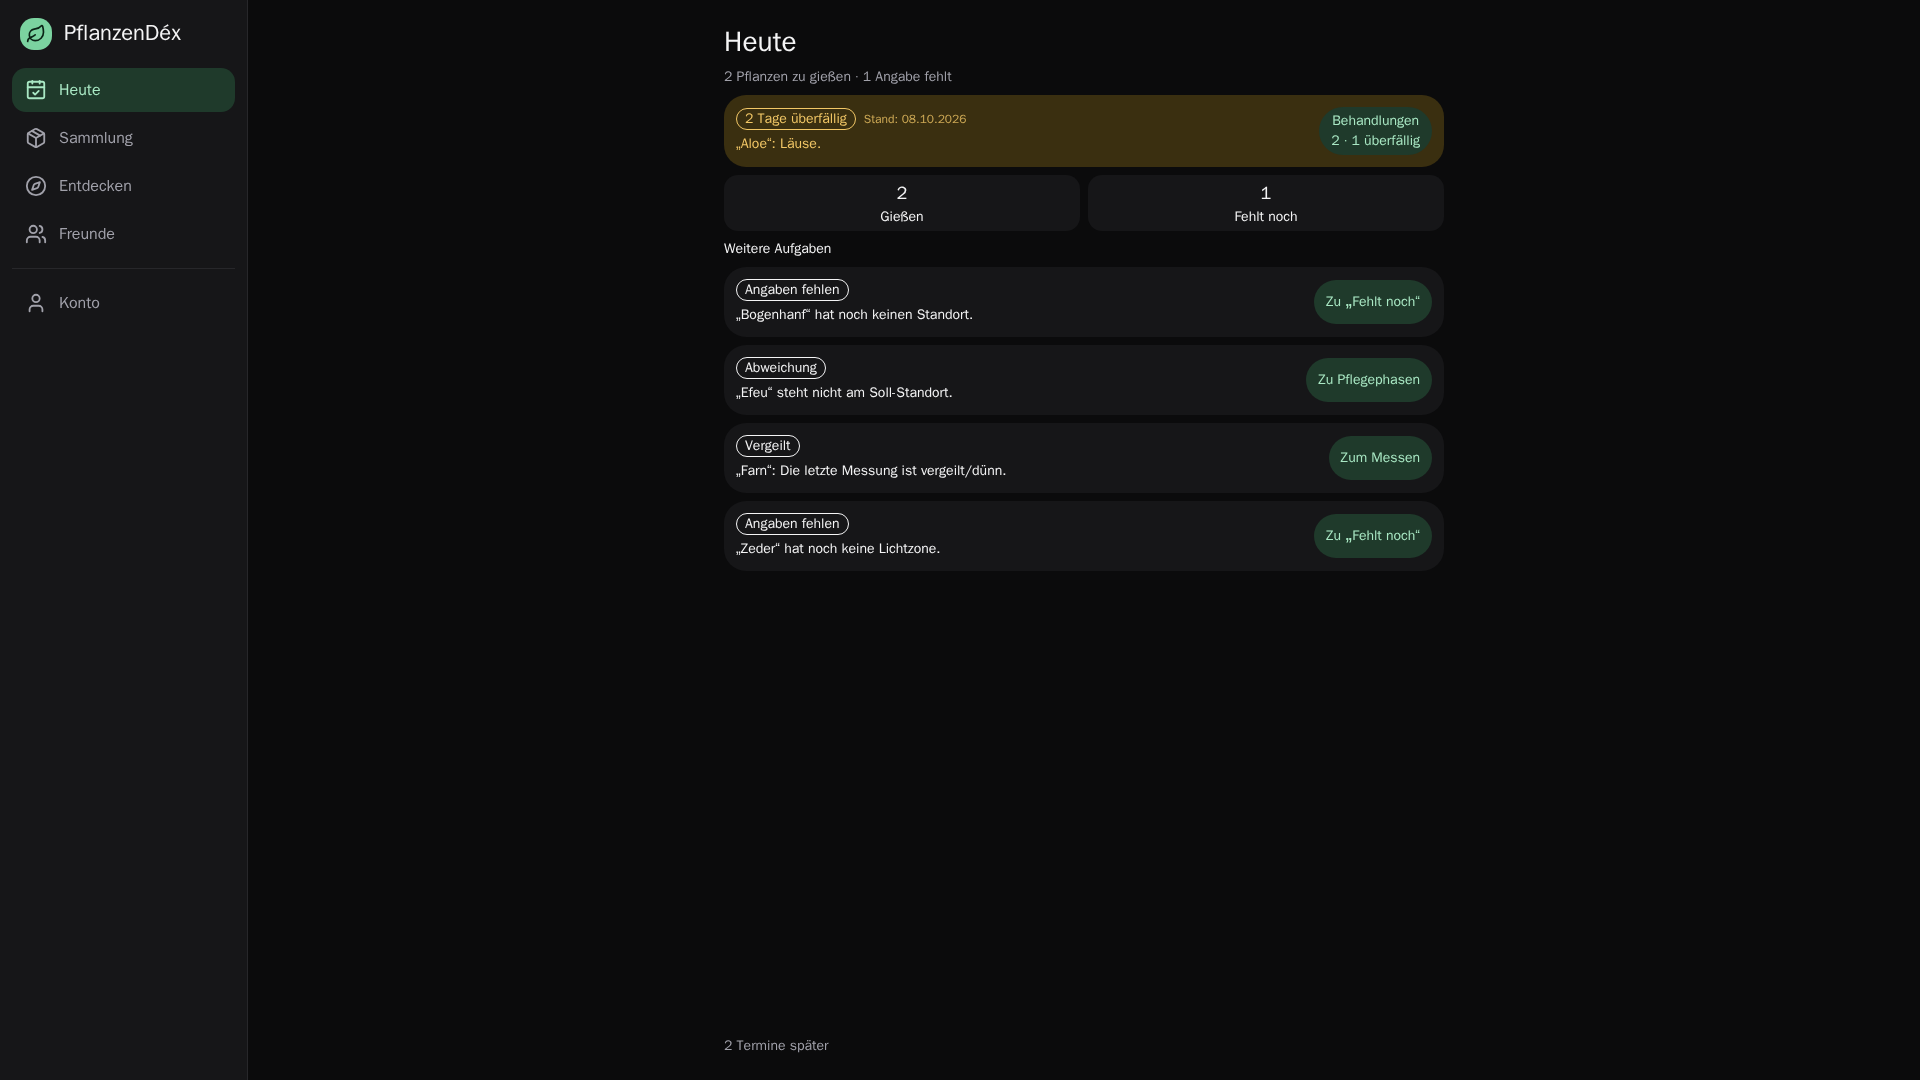 PflanzenDéx
Heute
Sammlung
Entdecken
Freunde
Konto
Heute
2 Pflanzen zu gießen · 1 Angabe fehlt
2 Tage überfällig Stand: 08.10.2026
„Aloe“: Läuse.
Behandlungen
2 · 1 überfällig
2
Gießen
1
Fehlt noch
Weitere Aufgaben
Angaben fehlen
„Bogenhanf“ hat noch keinen Standort.
Zu „Fehlt noch“
Abweichung
„Efeu“ steht nicht am Soll-Standort.
Zu Pflegephasen
Vergeilt
„Farn“: Die letzte Messung ist vergeilt/dünn.
Zum Messen
Angaben fehlen
„Zeder“ hat noch keine Lichtzone.
Zu „Fehlt noch“
2 Termine später